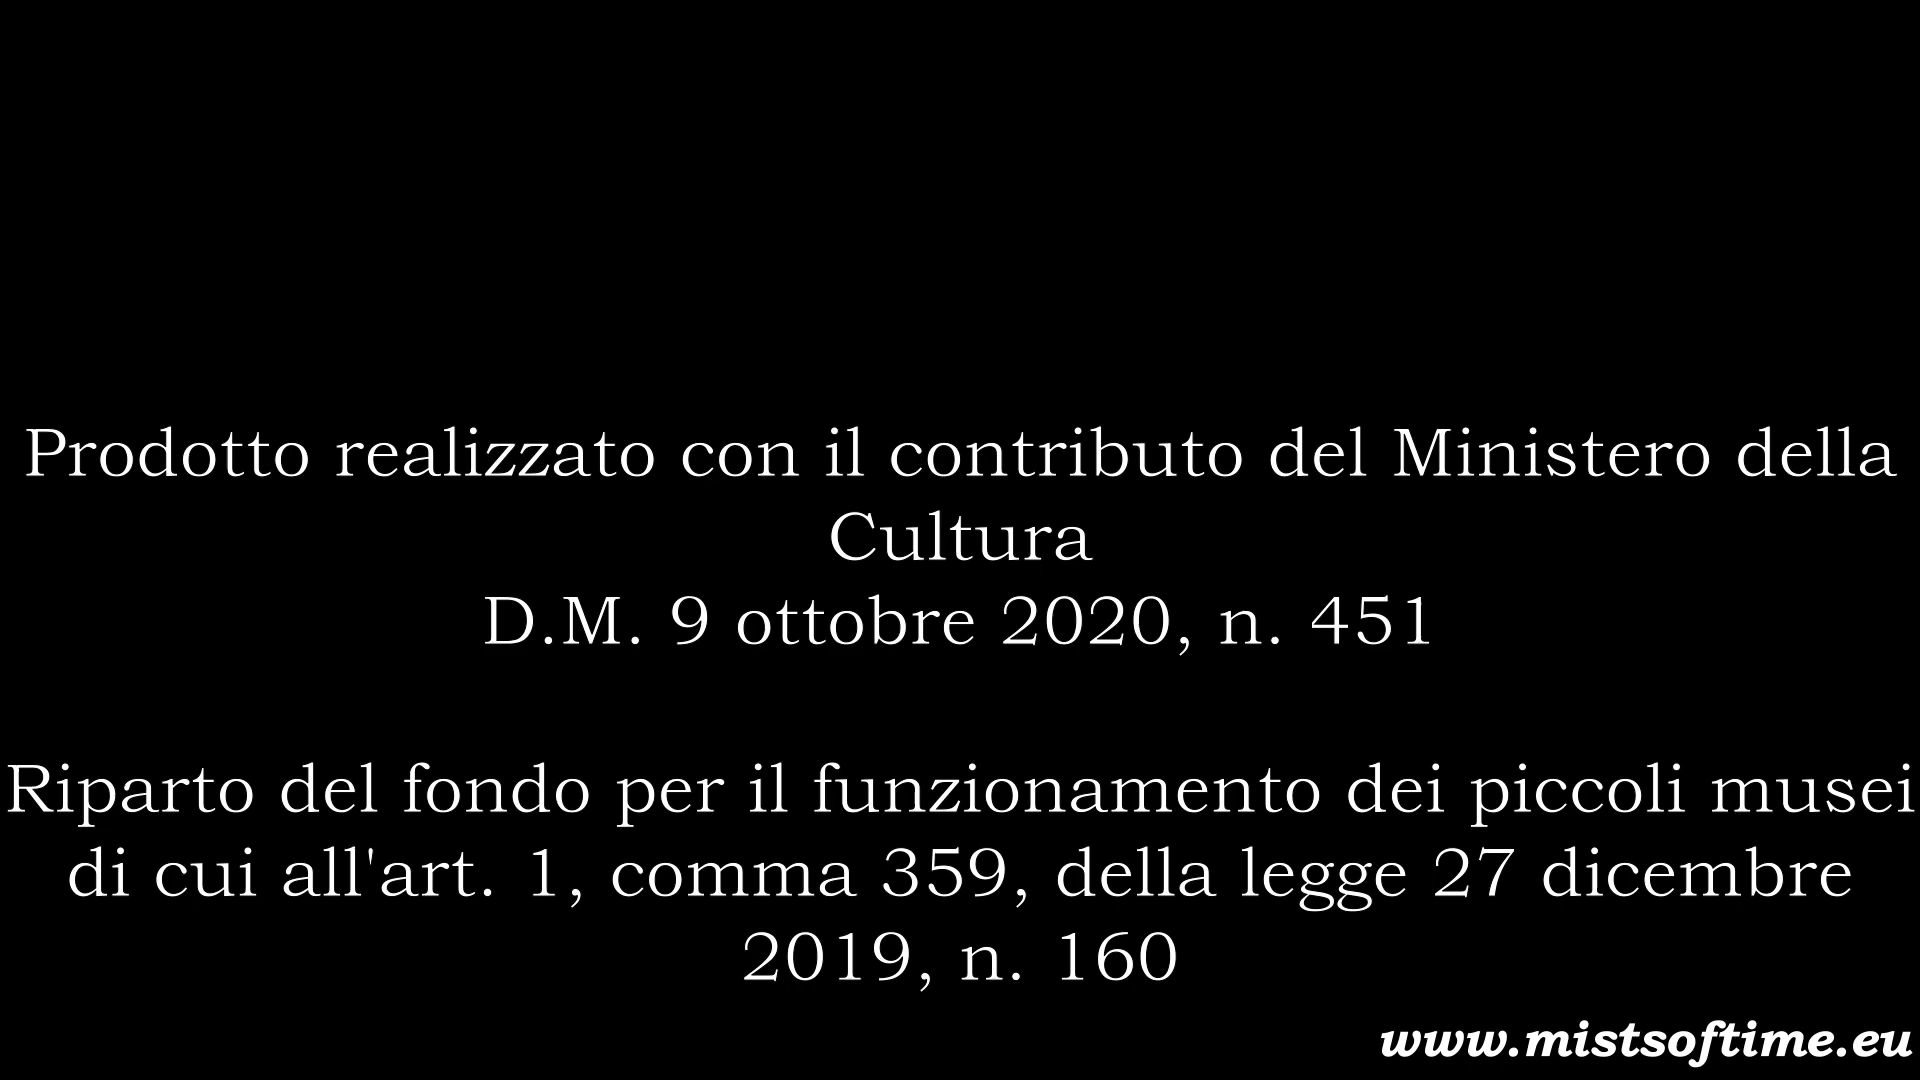 Prodotto realizzato con il contributo del Ministero della
Cultura
D.M. 9 ottobre 2020, n. 451
Riparto del fondo per il funzionamento dei piccoli musei
di cui all'art. 1, comma 359, della legge 27 dicembre
2019, n. 160
www.mistsoftime.eu